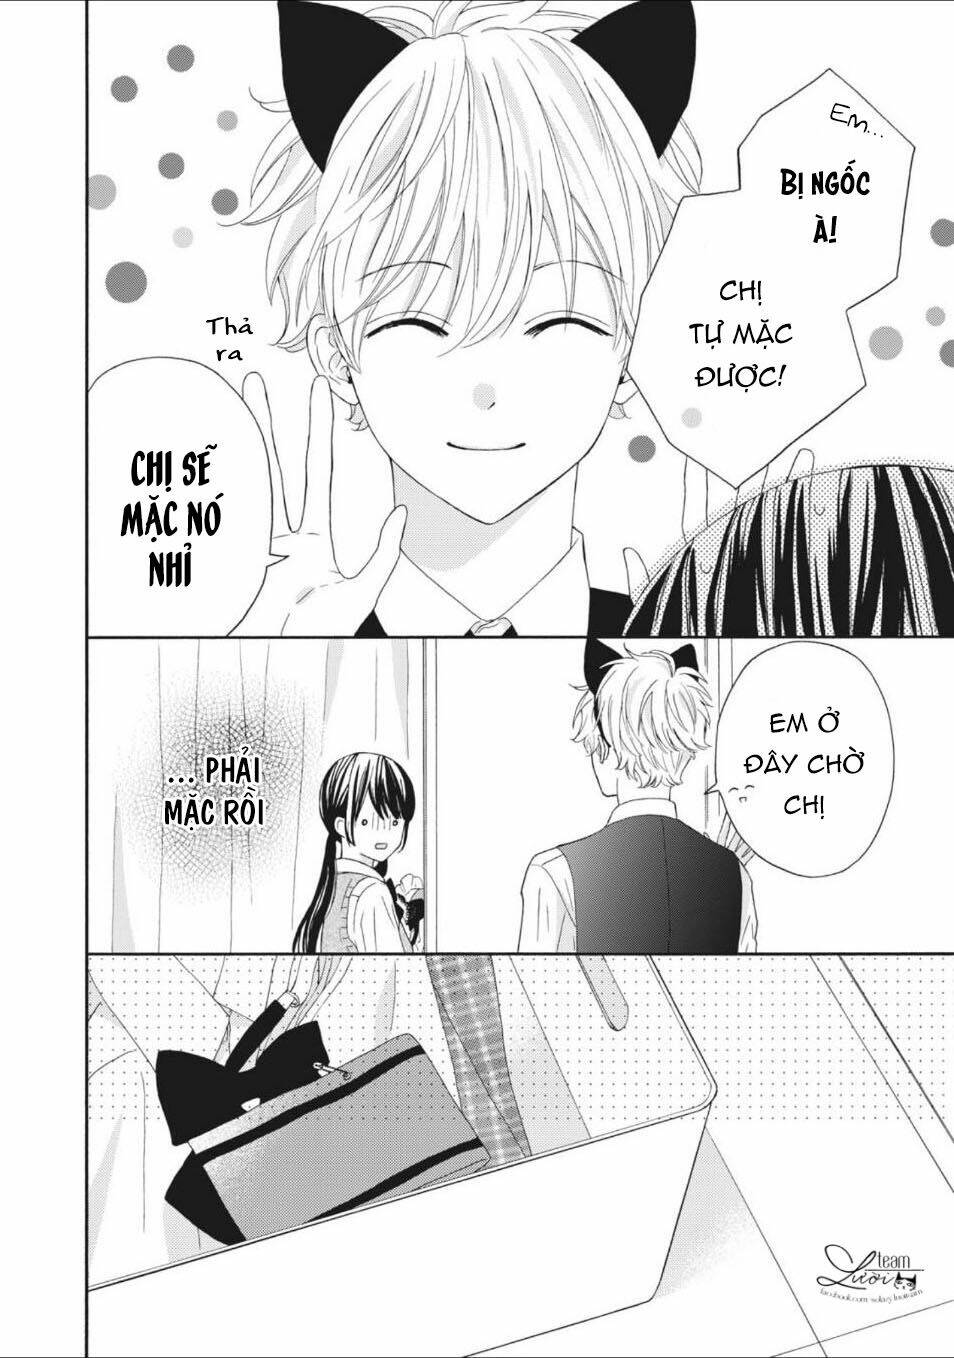 Em...
BỊ NGỐC
À!
CHỊ
TỰ MẶC
ĐƯỢC!
Thả
ra
CHỊ SẼ
MẶC NÓ
NHỈ
EM Ở
ĐÂY CHỜ
CHỊ
... PHẢI
MẶC RỒI
team
Lười